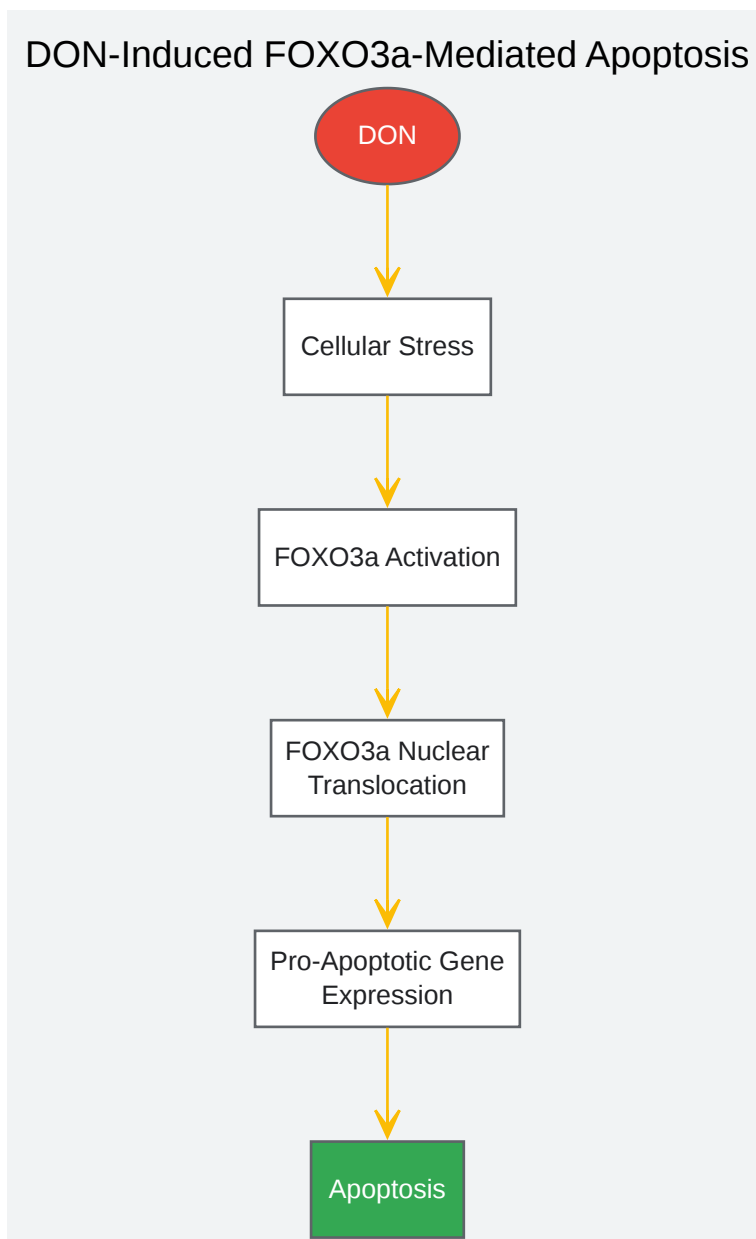 DON-Induced FOXO3a-Mediated Apoptosis
DON
Cellular Stress
FOXO3a Activation
FOXO3a Nuclear
Translocation
Pro-Apoptotic Gene
Expression
Apoptosis